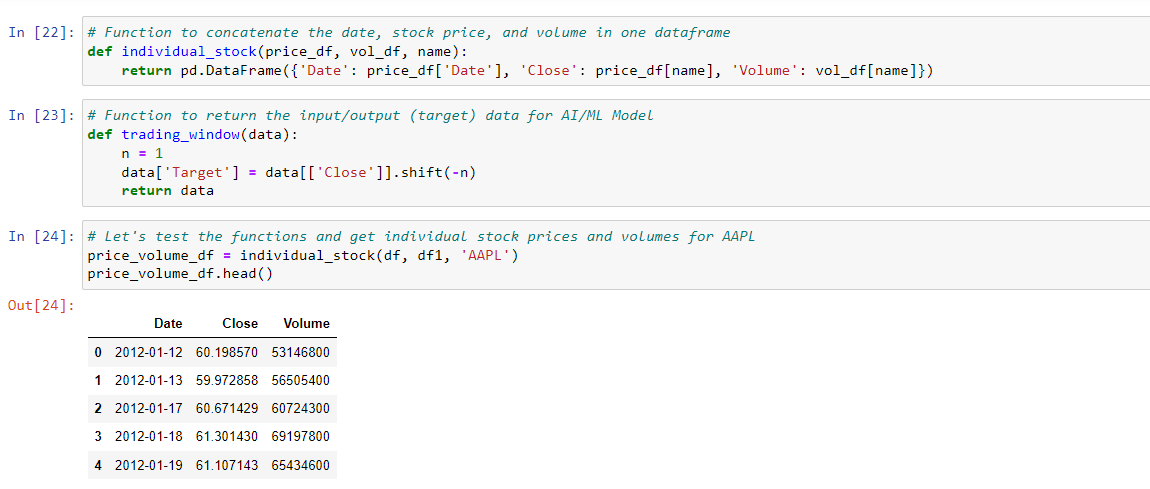 In [22]: # Function to concatenate the date, stock price, and volume in one dataframe
def individual_stock(price_df, vol_df, name):
    return pd.DataFrame({'Date': price_df['Date'], 'Close': price_df[name], 'Volume': vol_df[name]})
In [23]: # Function to return the input/output (target) data for AI/ML Model
def trading_window(data):
    n = 1
    data['Target'] = data[['Close']].shift(-n)
    return data
In [24]: # Let's test the functions and get individual stock prices and volumes for AAPL
price_volume_df = individual_stock(df, df1, 'AAPL')
price_volume_df.head()
Out[24]:
Date Close Volume
0 2012-01-12 60.198570 53146800
1 2012-01-13 59.972858 56505400
2 2012-01-17 60.671429 60724300
3 2012-01-18 61.301430 69197800
4 2012-01-19 61.107143 65434600